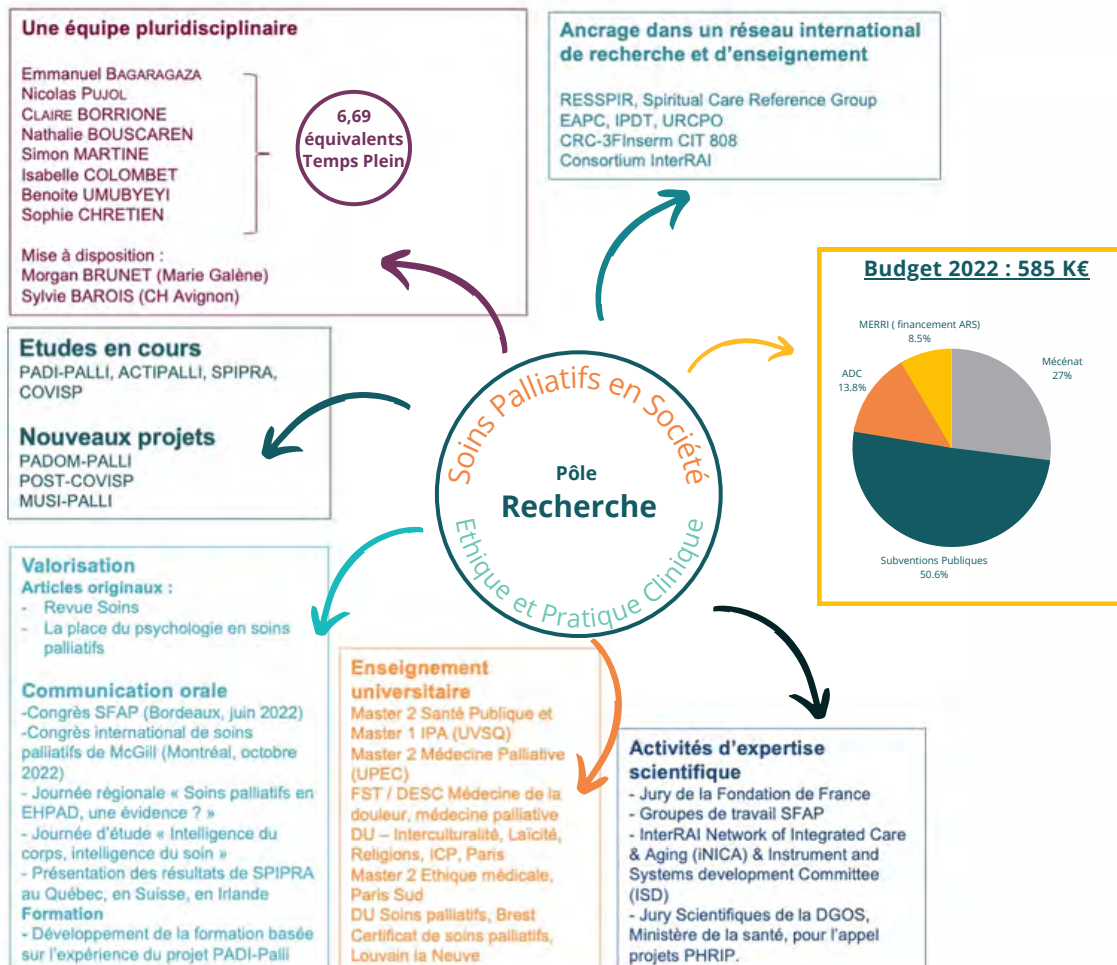 Une équipe pluridisciplinaire
Emmanuel BAGARAGAZA
Nicolas PUJOL
CLAIRE BORRIONE
Nathalie BOUSCAREN
Simon MARTINE
Isabelle COLOMBET
Benoite UMUBYEYI
Sophie CHRETIEN
6,69
équivalents
Temps Plein
Mise à disposition :
Morgan BRUNET (Marie Galène)
Sylvie BAROIS (CH Avignon)
Ancrage dans un réseau international
de recherche et d'enseignement
RESSPIR, Spiritual Care Reference Group
EAPC, IPDT, URCPO
CRC-3FInserm CIT 808
Consortium InterRAI
Budget 2022 : 585 K€
MERRI ( financement ARS)
8.5%
Mécénat
27%
ADC
13.8%
Subventions Publiques
50.6%
Etudes en cours
PADI-PALLI, ACTIPALLI, SPIPRA,
COVISP
Nouveaux projets
PADOM-PALLI
POST-COVISP
MUSI-PALLI
Soins Palliatifs en Société
Pôle
Recherche
Ethique et Pratique Clinique
Valorisation
Articles originaux :
- Revue Soins
- La place du psychologie en soins
palliatifs
Communication orale
-Congrès SFAP (Bordeaux, juin 2022)
-Congrès international de soins
palliatifs de McGill (Montréal, octobre
2022)
- Journée régionale « Soins palliatifs en
EHPAD, une évidence ? »
- Journée d'étude « Intelligence du
corps, intelligence du soin »
- Présentation des résultats de SPIPRA
au Québec, en Suisse, en Irlande
Formation
- Développement de la formation basée
sur l'expérience du projet PADI-Palli
Enseignement
universitaire
Master 2 Santé Publique et
Master 1 IPA (UVSQ)
Master 2 Médecine Palliative
(UPEC)
FST / DESC Médecine de la
douleur, médecine palliative
DU – Interculturalité, Laïcité,
Religions, ICP, Paris
Master 2 Ethique médicale,
Paris Sud
DU Soins palliatifs, Brest
Certificat de soins palliatifs,
Louvain la Neuve
Activités d'expertise
scientifique
- Jury de la Fondation de France
- Groupes de travail SFAP
- InterRAI Network of Integrated Care
& Aging (iNICA) & Instrument and
Systems development Committee
(ISD)
- Jury Scientifiques de la DGOS,
Ministère de la santé, pour l'appel
projets PHRIP.